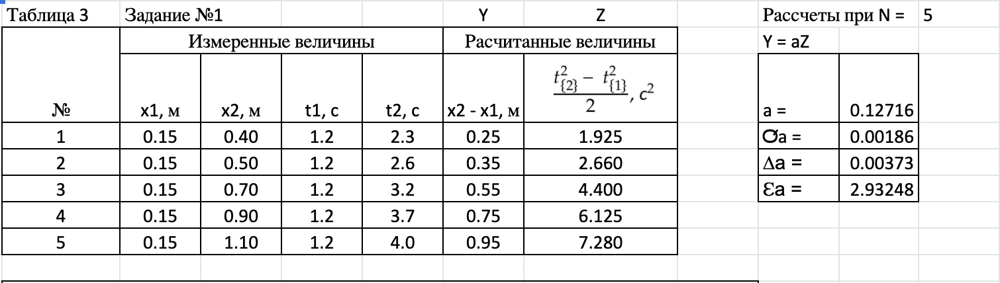 Таблица 3 Задание №1 Y Z Рассчеты при N = 5
Измеренные величины Расчитанные величины Y = aZ
№ x1, м x2, м t1, с t2, с x2 - x1, м \frac{t_{\{2\}}^2 - t_{\{1\}}^2}{2}, c^2 a = 0.12716
1 0.15 0.40 1.2 2.3 0.25 1.925 σa = 0.00186
2 0.15 0.50 1.2 2.6 0.35 2.660 Δa = 0.00373
3 0.15 0.70 1.2 3.2 0.55 4.400 Ɛa = 2.93248
4 0.15 0.90 1.2 3.7 0.75 6.125
5 0.15 1.10 1.2 4.0 0.95 7.280